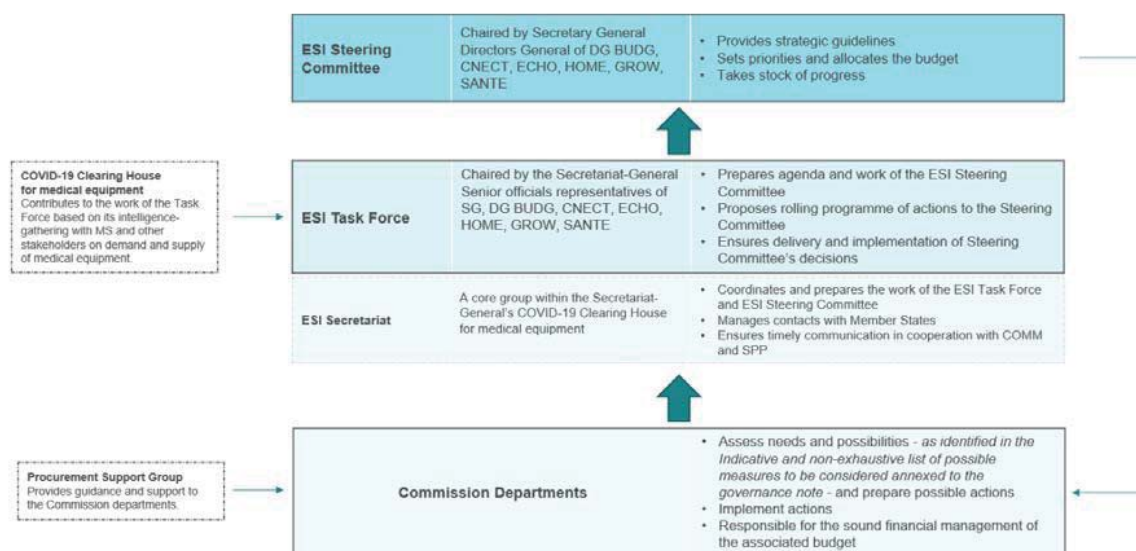 ESI Steering
Committee
Chaired by Secretary General
Directors General of DG BUDG,
CNECT, ECHO, HOME, GROW,
SANTE
• Provides strategic guidelines
• Sets priorities and allocates the budget
• Takes stock of progress
COVID-19 Clearing House
for medical equipment
Contributes to the work of the Task
Force based on its intelligence-
gathering with MS and other
stakeholders on demand and supply
of medical equipment.
ESI Task Force
Chaired by the Secretariat-General
Senior officials representatives of
SG, DG BUDG, CNECT, ECHO,
HOME, GROW, SANTE
• Prepares agenda and work of the ESI Steering
Committee
• Proposes rolling programme of actions to the Steering
Committee
• Ensures delivery and implementation of Steering
Committee's decisions
ESI Secretariat
A core group within the Secretariat-
General's COVID-19 Clearing House
for medical equipment
• Coordinates and prepares the work of the ESI Task Force
and ESI Steering Committee
• Manages contacts with Member States
• Ensures timely communication in cooperation with COMM
and SPP
Procurement Support Group
Provides guidance and support to
the Commission departments.
Commission Departments
• Assess needs and possibilities - as identified in the
Indicative and non-exhaustive list of possible
measures to be considered annexed to the
governance note - and prepare possible actions
• Implement actions
• Responsible for the sound financial management of
the associated budget